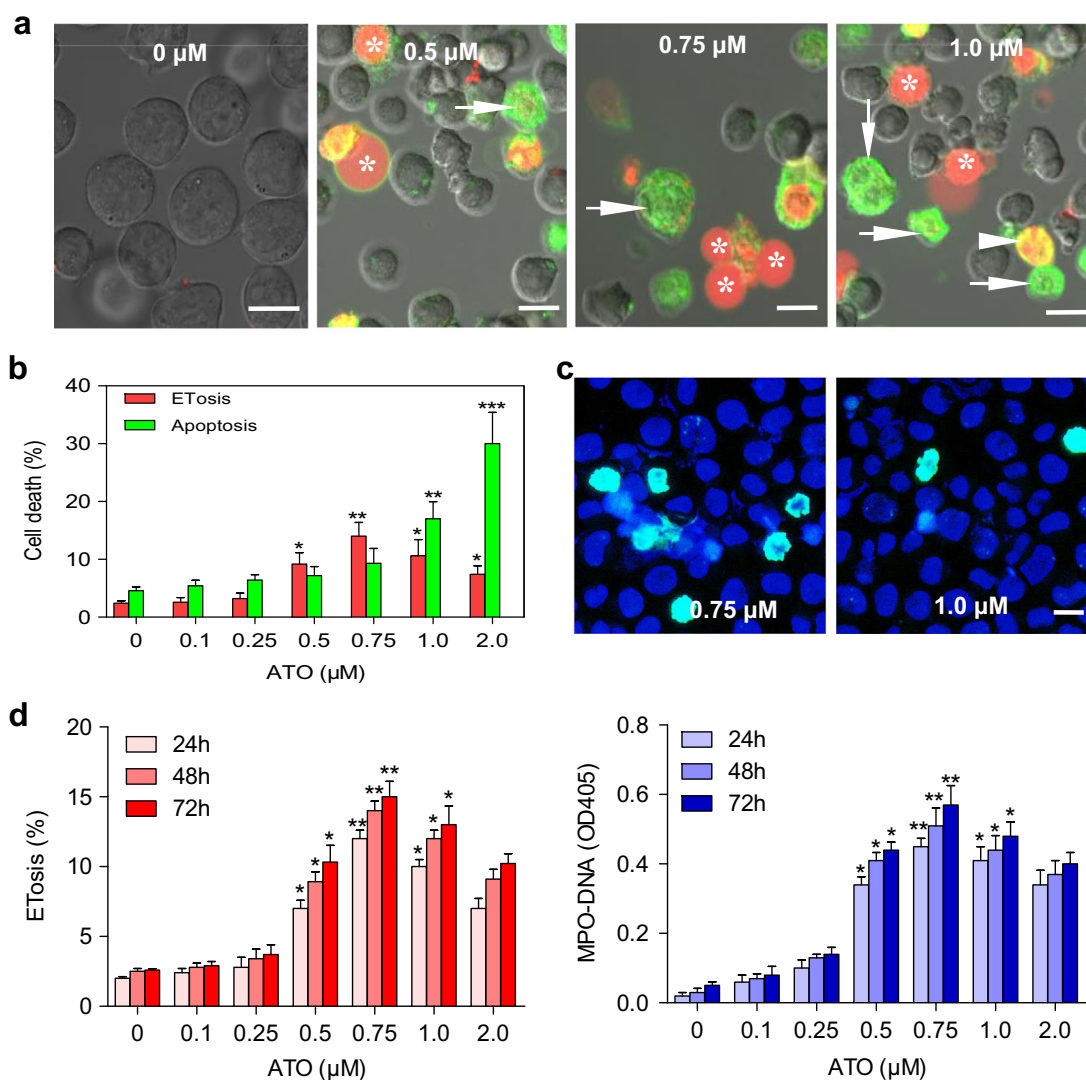 a
0 µM
0.5 µM
0.75 µM
1.0 µM
*
*
*
*
*
*
*
b
Cell death (%)
40
30
20
10
0
ETosis
Apoptosis
*
**
*
**
*
***
0
0.1
0.25
0.5
0.75
1.0
2.0
ATO (µM)
c
0.75 µM
1.0 µM
d
ETosis (%)
20
15
10
5
0
24h
48h
72h
*
*
*
**
**
**
*
*
*
0
0.1
0.25
0.5
0.75
1.0
2.0
ATO (µM)
MPO-DNA (OD405)
0.8
0.6
0.4
0.2
0.0
24h
48h
72h
*
*
*
**
**
**
*
*
*
0
0.1
0.25
0.5
0.75
1.0
2.0
ATO (µM)